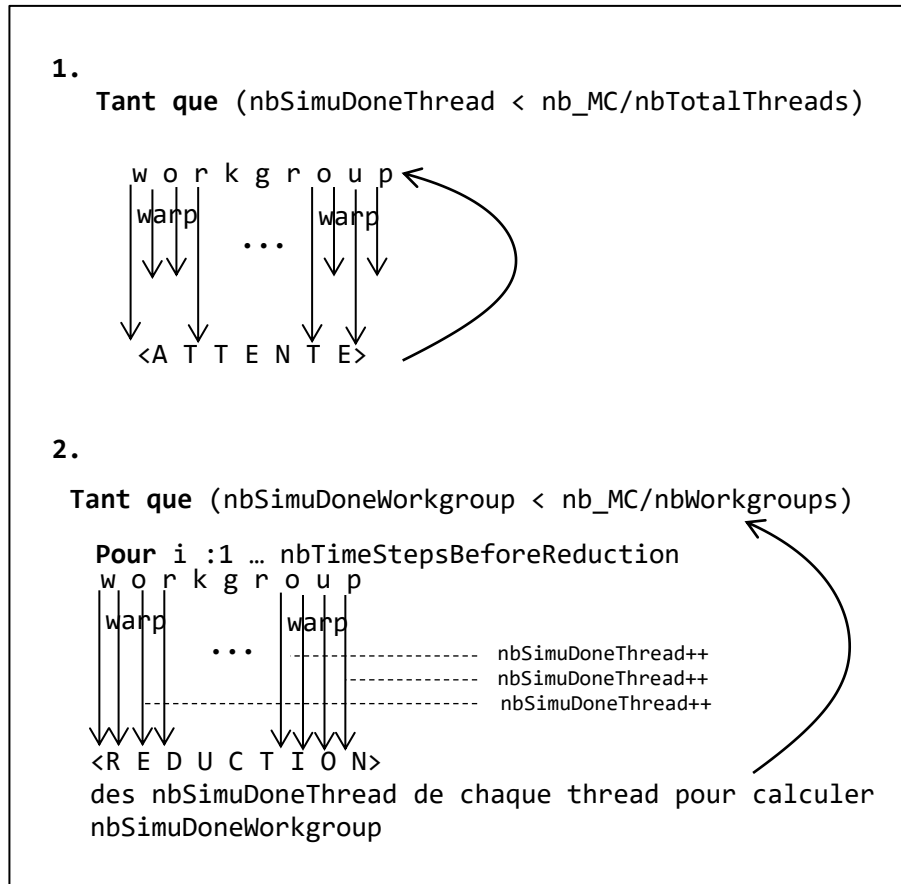 1.
Tant que (nbSimuDoneThread < nb_MC/nbTotalThreads)
w o r k g r o u p
warp warp
...
<A T T E N T E>
2.
Tant que (nbSimuDoneWorkgroup < nb_MC/nbWorkgroups)
Pour i :1 … nbTimeStepsBeforeReduction
w o r k g r o u p
warp warp
...
nbSimuDoneThread++
nbSimuDoneThread++
nbSimuDoneThread++
<R E D U C T I O N>
des nbSimuDoneThread de chaque thread pour calculer
nbSimuDoneWorkgroup